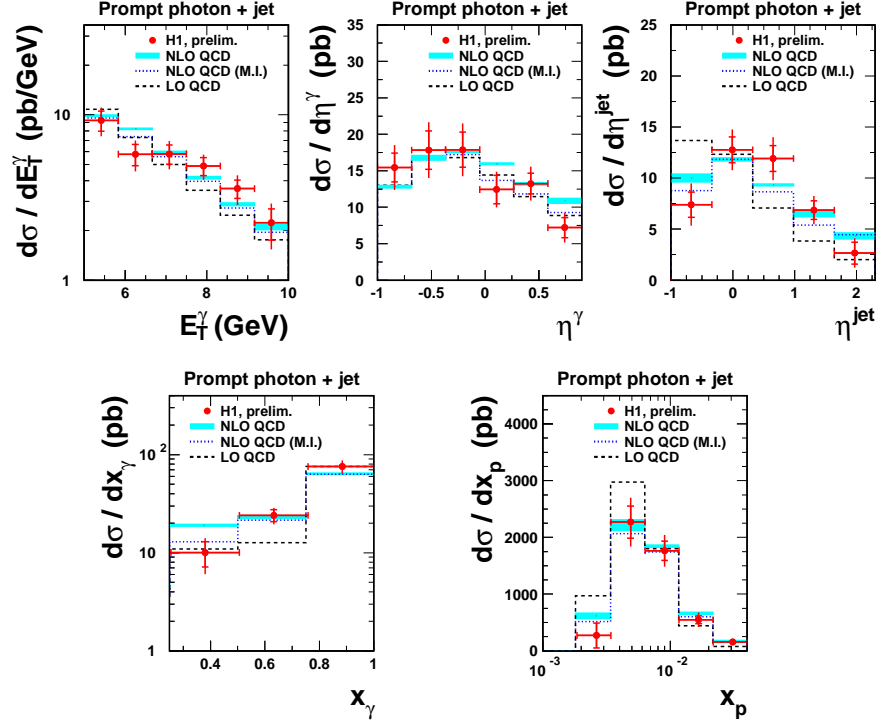 Prompt photon + jet
H1, prelim.
NLO QCD
NLO QCD (M.I.)
LO QCD
dσ / dE_T^γ (pb/GeV)
10
1
6 8 10
E_T^γ (GeV)
Prompt photon + jet
H1, prelim.
NLO QCD
NLO QCD (M.I.)
LO QCD
dσ / dη^γ (pb)
35
30
25
20
15
10
5
0
-1 -0.5 0 0.5
η^γ
Prompt photon + jet
H1, prelim.
NLO QCD
NLO QCD (M.I.)
LO QCD
dσ / dη^jet (pb)
25
20
15
10
5
0
-1 0 1 2
η^jet
Prompt photon + jet
H1, prelim.
NLO QCD
NLO QCD (M.I.)
LO QCD
dσ / dx_γ (pb)
10^2
10
1
0.4 0.6 0.8 1
x_γ
Prompt photon + jet
H1, prelim.
NLO QCD
NLO QCD (M.I.)
LO QCD
dσ / dx_p (pb)
4000
3000
2000
1000
0
10^-3 10^-2
x_p